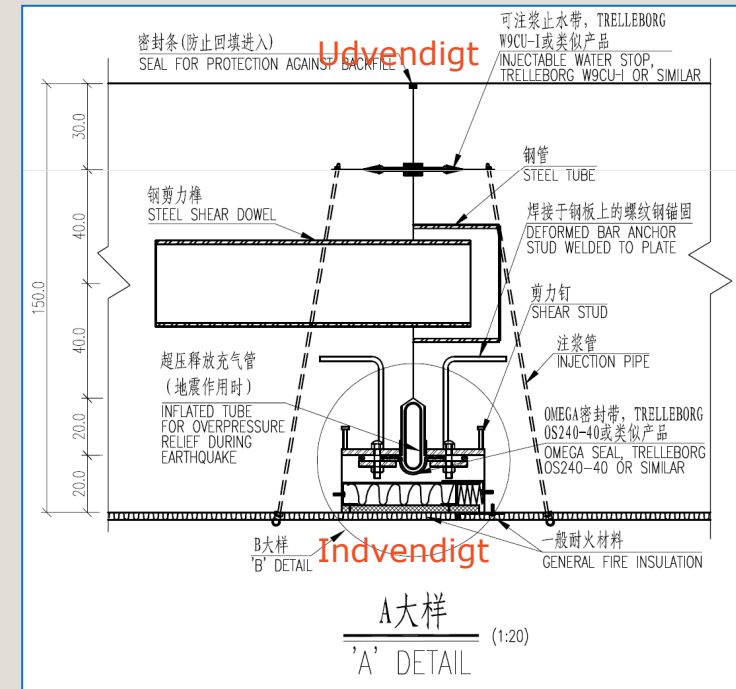 密封条(防止回填进入)
SEAL FOR PROTECTION AGAINST BACKFILE
Udvendigt
可注浆止水带, TRELLEBORG
W9CU-I或类似产品
INJECTABLE WATER STOP,
TRELLEBORG W9CU-I OR SIMILAR
30.0
钢管
STEEL TUBE
钢剪力榫
STEEL SHEAR DOWEL
40.0
焊接于钢板上的螺纹钢锚固
DEFORMED BAR ANCHOR
STUD WELDED TO PLATE
150.0
剪力钉
SHEAR STUD
40.0
注浆管
INJECTION PIPE
超压释放充气管
(地震作用时)
INFLATED TUBE
FOR OVERPRESSURE
RELIEF DURING
EARTHQUAKE
20.0
OMEGA密封带, TRELLEBORG
OS240-40或类似产品
OMEGA SEAL, TRELLEBORG
OS240-40 OR SIMILAR
20.0
B大样
'B' DETAIL
Indvendigt
一般耐火材料
GENERAL FIRE INSULATION
A大样
(1:20)
'A' DETAIL